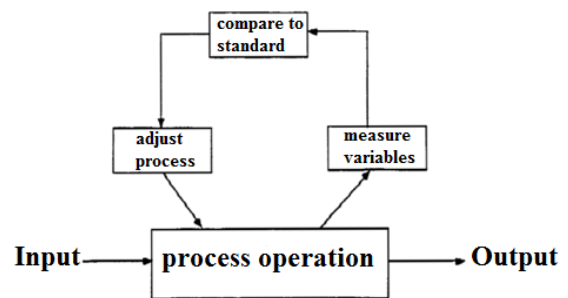 compare to
standard
adjust
process
measure
variables
Input
process operation
Output